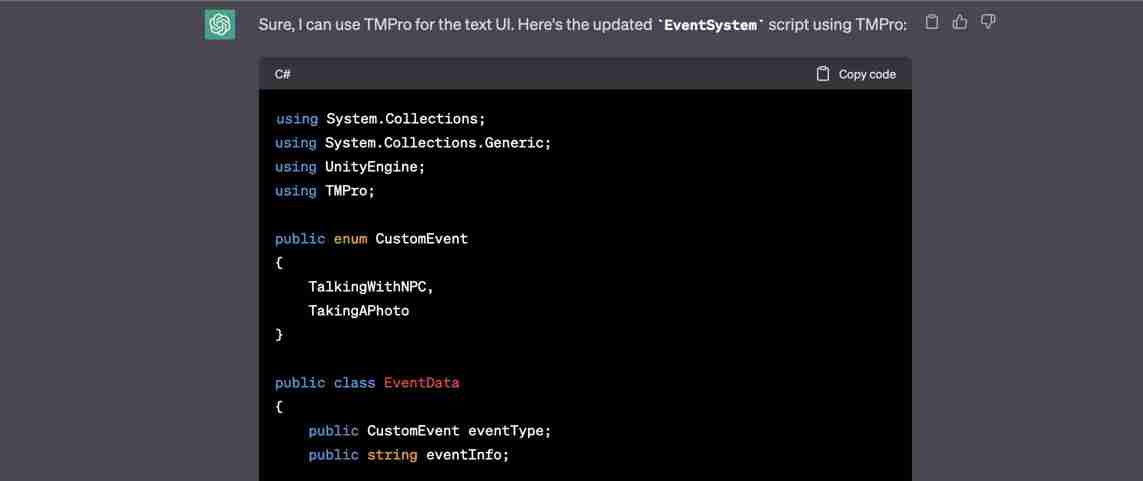 Sure, I can use TMPro for the text UI. Here's the updated `EventSystem` script using TMPro:
C# Copy code
using System.Collections;
using System.Collections.Generic;
using UnityEngine;
using TMPro;
public enum CustomEvent
{
    TalkingWithNPC,
    TakingAPhoto
}
public class EventData
{
    public CustomEvent eventType;
    public string eventInfo;